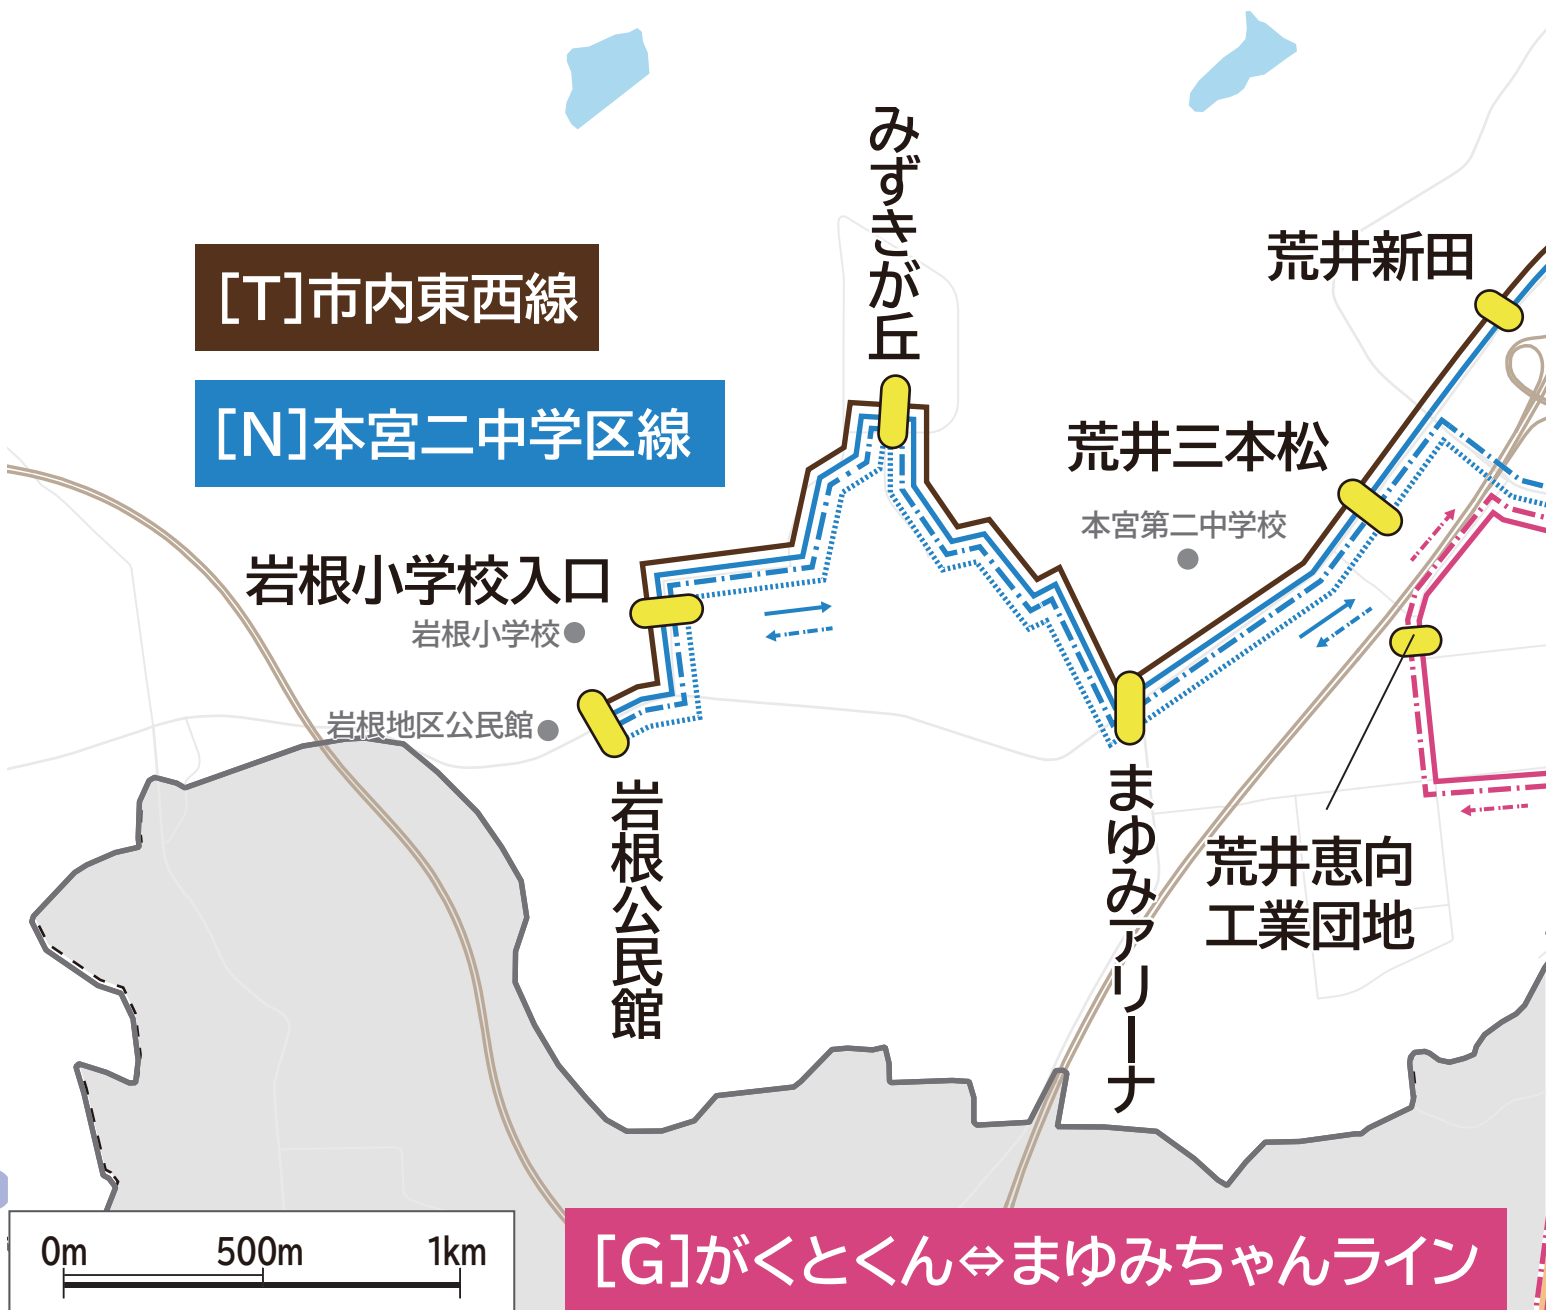 みずきが丘
荒井新田
[T]市内東西線
[N]本宮二中学区線
荒井三本松
本宮第二中学校
岩根小学校入口
岩根小学校
岩根地区公民館
岩根公民館
まゆみアリーナ
荒井恵向
工業団地
0m 500m 1km
[G]がくとくん⇔まゆみちゃんライン